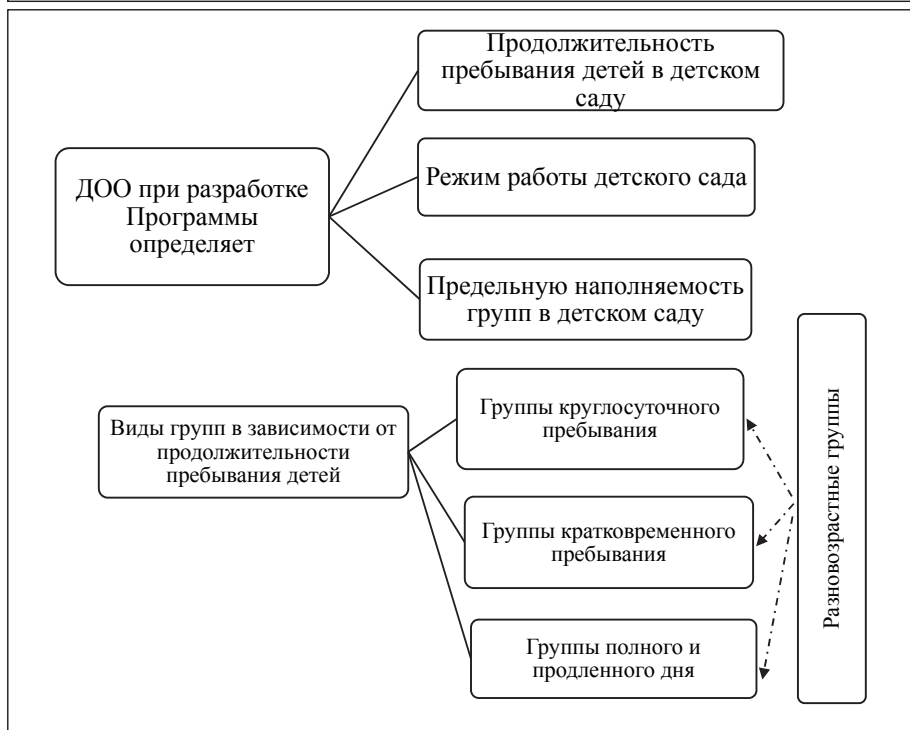 Продолжительность
пребывания детей в детском
саду
ДОО при разработке
Программы
определяет
Режим работы детского сада
Предельную наполняемость
групп в детском саду
Виды групп в зависимости от
продолжительности
пребывания детей
Группы круглосуточного
пребывания
Группы кратковременного
пребывания
Группы полного и
продленного дня
Разновозрастные группы